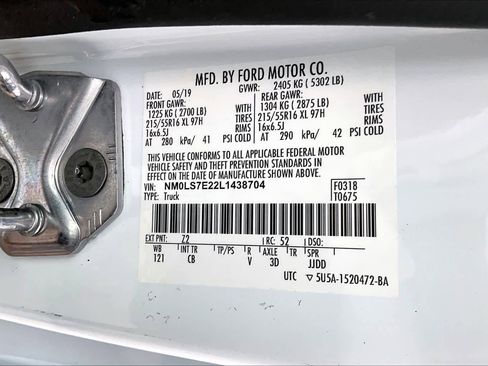 MFD. BY FORD MOTOR CO.
DATE: 05/19 GVWR: 2405 KG ( 5302 LB)
FRONT GAWR: REAR GAWR:
1225 KG ( 2700 LB) WITH 1304 KG ( 2875 LB) WITH
215/55R16 XL 97H TIRES 215/55R16 XL 97H TIRES
16x6.5J RIMS 16x6.5J RIMS
AT 280 kPa/ 41 PSI COLD AT 290 kPa/ 42 PSI COLD
THIS VEHICLE CONFORMS TO ALL APPLICABLE FEDERAL MOTOR
VEHICLE SAFETY AND THEFT PREVENTION STANDARDS IN
EFFECT ON THE DATE OF MANUFACTURE SHOWN ABOVE.
VIN: NM0LS7E22L1438704 F0318
TYPE: Truck T0675
EXT PNT: Z2 RC: 52 DSO:
WB INT TR TP/PS R AXLE TR SPR
121 CB V 3D JJDD
UTC ▽ 5U5A-1520472-BA